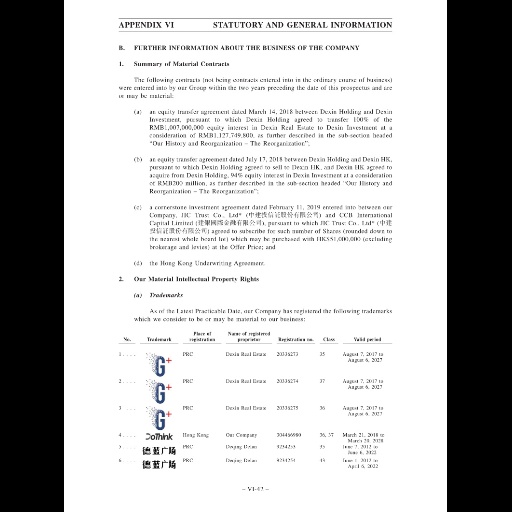 APPENDIX VI STATUTORY AND GENERAL INFORMATION
B. FURTHER INFORMATION ABOUT THE BUSINESS OF THE COMPANY
1. Summary of Material Contracts
The following contracts (not being contracts entered into in the ordinary course of business)
were entered into by our Group within the two years preceding the date of this prospectus and are
or may be material:
(a) an equity transfer agreement dated March 14, 2018 between Dexin Holding and Dexin
Investment, pursuant to which Dexin Holding agreed to transfer 100% of the
RMB1,007,000,000 equity interest in Dexin Real Estate to Dexin Investment at a
consideration of RMB1,127,749,800, as further described in the sub-section headed
"Our History and Reorganization – The Reorganization";
(b) an equity transfer agreement dated July 17, 2018 between Dexin Holding and Dexin HK,
pursuant to which Dexin Holding agreed to sell to Dexin HK, and Dexin HK agreed to
acquire from Dexin Holding, 94% equity interest in Dexin Investment at a consideration
of RMB200 million, as further described in the sub-section headed "Our History and
Reorganization – The Reorganization";
(c) a cornerstone investment agreement dated February 11, 2019 entered into between our
Company, JIC Trust Co., Ltd* (中建投信託股份有限公司) and CCB International
Capital Limited (建銀國際金融有限公司), pursuant to which JIC Trust Co., Ltd* (中建
投信託股份有限公司) agreed to subscribe for such number of Shares (rounded down to
the nearest whole board lot) which may be purchased with HK$51,000,000 (excluding
brokerage and levies) at the Offer Price; and
(d) the Hong Kong Underwriting Agreement.
2. Our Material Intellectual Property Rights
(a) Trademarks
As of the Latest Practicable Date, our Company has registered the following trademarks
which we consider to be or may be material to our business:
No. Trademark Place of registration Name of registered proprietor Registration no. Class Valid period
1 . . . . G+ PRC Dexin Real Estate 20336273 35 August 7, 2017 to August 6, 2027
2 . . . . G+ PRC Dexin Real Estate 20336274 37 August 7, 2017 to August 6, 2027
3 . . . . G+ PRC Dexin Real Estate 20336275 36 August 7, 2017 to August 6, 2027
4 . . . . DoThink Hong Kong Our Company 304466980 36, 37 March 21, 2018 to March 20, 2028
5 . . . . 德蓝广场 PRC Deqing Delan 35 June 7, 2012 to June 6, 2022
6 . . . . 德蓝广场 PRC Deqing Delan 43 April 6, 2022
– VI-42 –